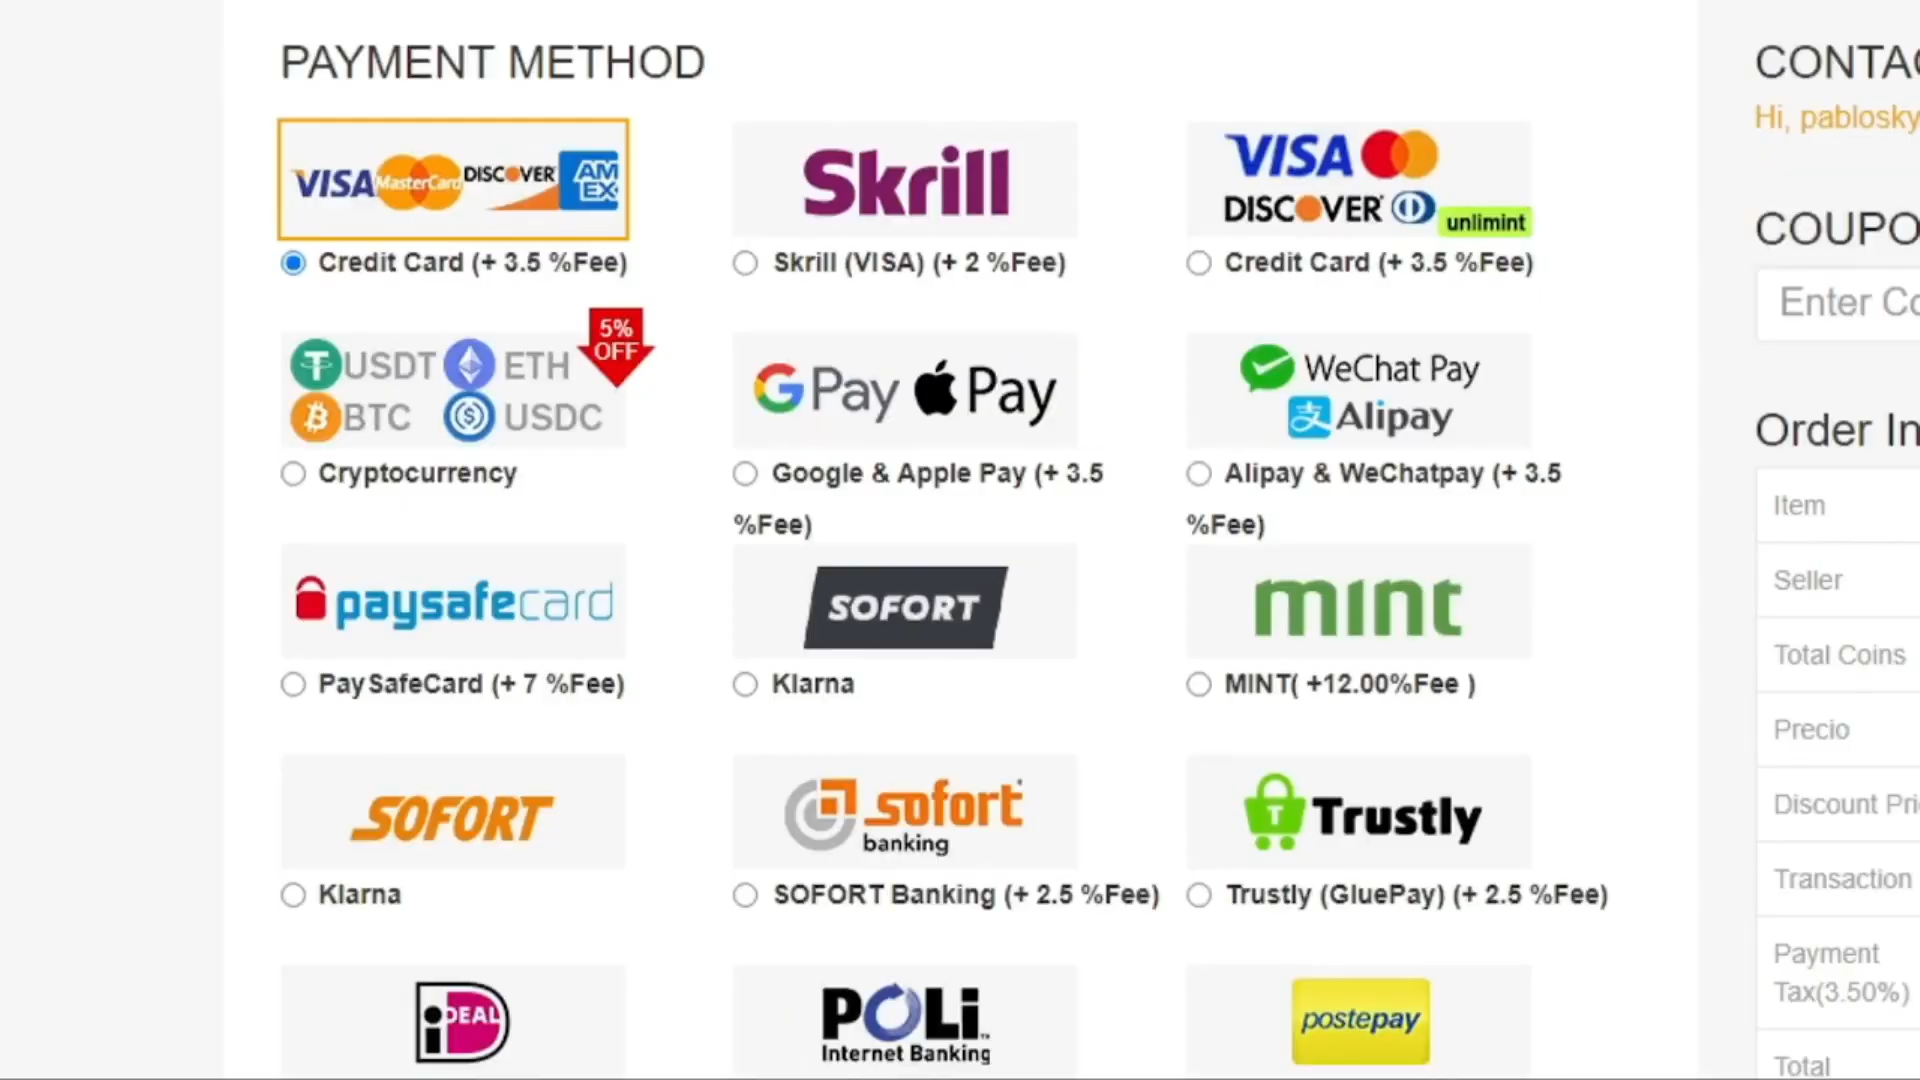 PAYMENT METHOD
VISA MasterCard DISCOVER AM EX
Credit Card (+ 3.5 %Fee)
Skrill
Skrill (VISA) (+ 2 %Fee)
VISA
DISCOVER
unlimint
Credit Card (+ 3.5 %Fee)
5%
OFF
USDT ETH
BTC USDC
Cryptocurrency
G Pay Pay
Google & Apple Pay (+ 3.5
%Fee)
WeChat Pay
支 Alipay
Alipay & WeChatpay (+ 3.5
%Fee)
paysafecard
PaySafeCard (+ 7 %Fee)
SOFORT
Klarna
mint
MINT( +12.00%Fee )
SOFORT
Klarna
sofort
banking
SOFORT Banking (+ 2.5 %Fee)
T Trustly
Trustly (GluePay) (+ 2.5 %Fee)
iDEAL
POLi™
Internet Banking
postepay
CONTAC
Hi, pablosky
COUPO
Enter Co
Order In
Item
Seller
Total Coins
Precio
Discount Pri
Transaction
Payment
Tax(3.50%)
Total